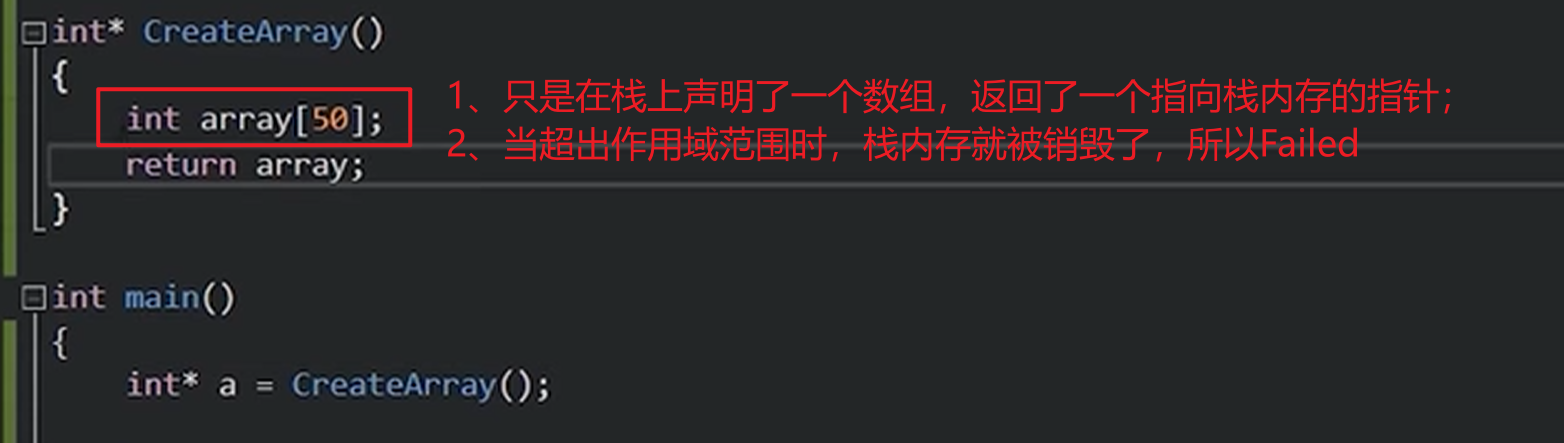 int* CreateArray()
{
1、只是在栈上声明了一个数组，返回了一个指向栈内存的指针；
int array[50];
2、当超出作用域范围时，栈内存就被销毁了，所以Failed
return array;
}
int main()
{
int* a = CreateArray();